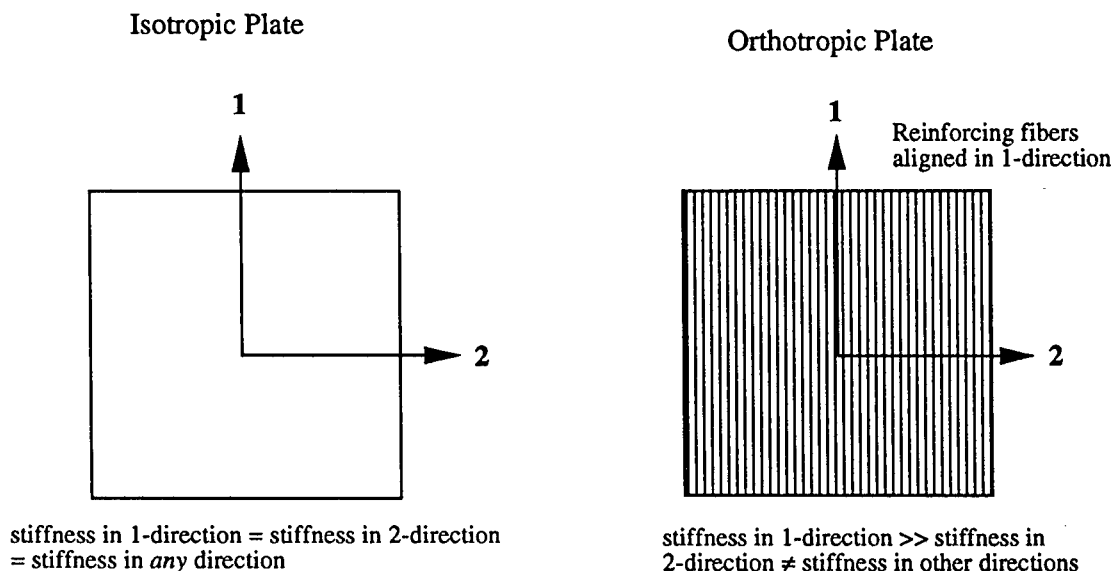 Isotropic Plate
1
2
stiffness in 1-direction = stiffness in 2-direction
= stiffness in any direction
Orthotropic Plate
1
Reinforcing fibers
aligned in 1-direction
2
stiffness in 1-direction >> stiffness in
2-direction ≠ stiffness in other directions